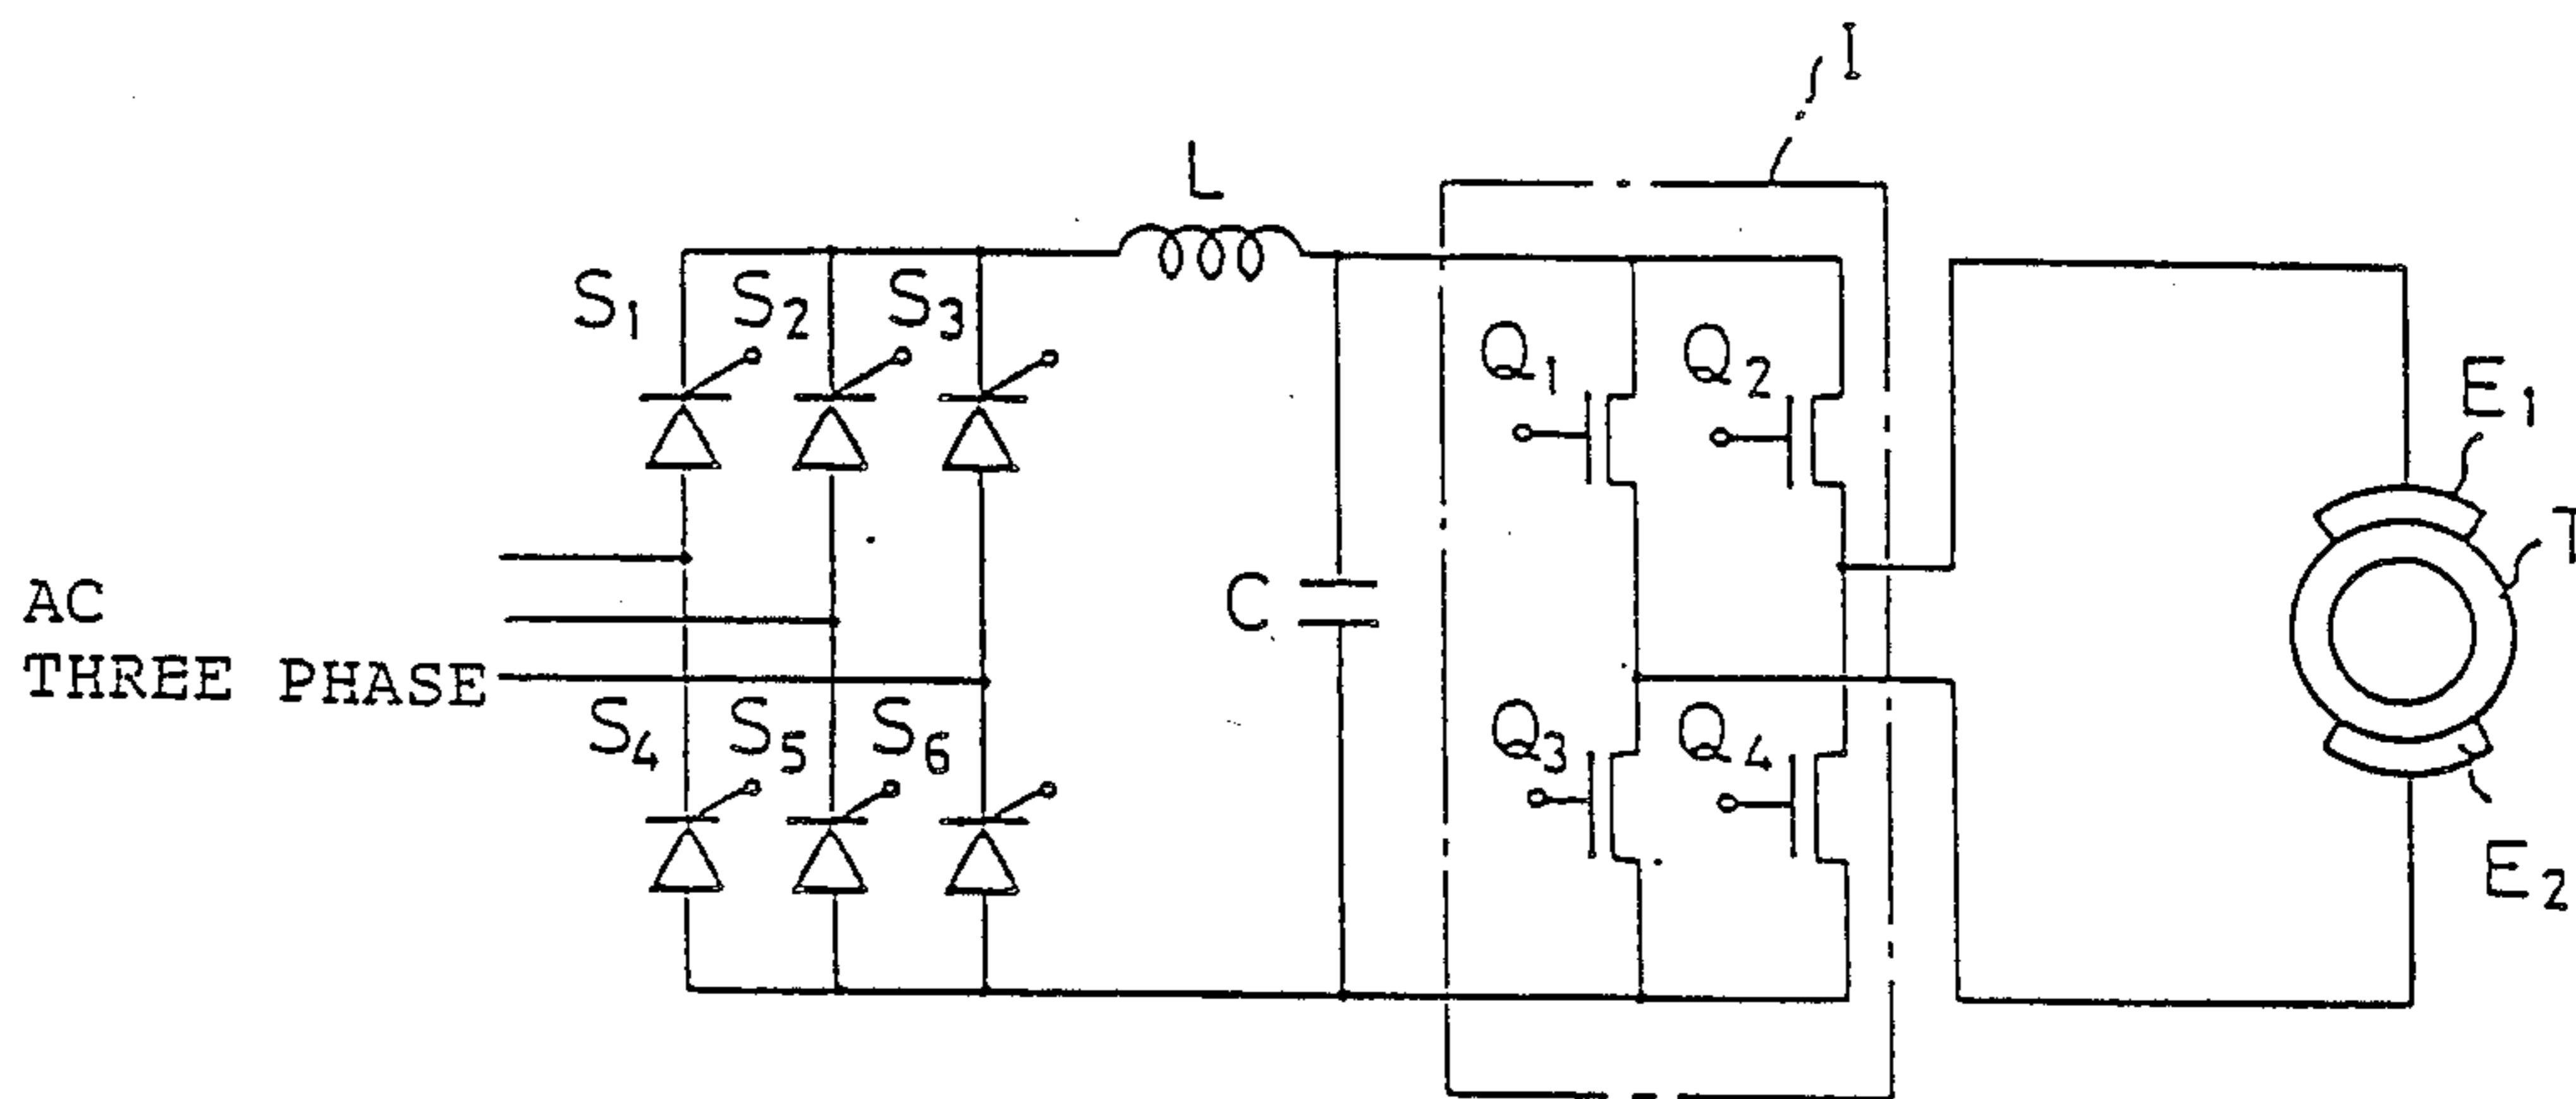 I
L
S1 S2 S3
Q1 Q2
E1
T
C
AC
THREE PHASE
S4 S5 S6
Q3 Q4
E2